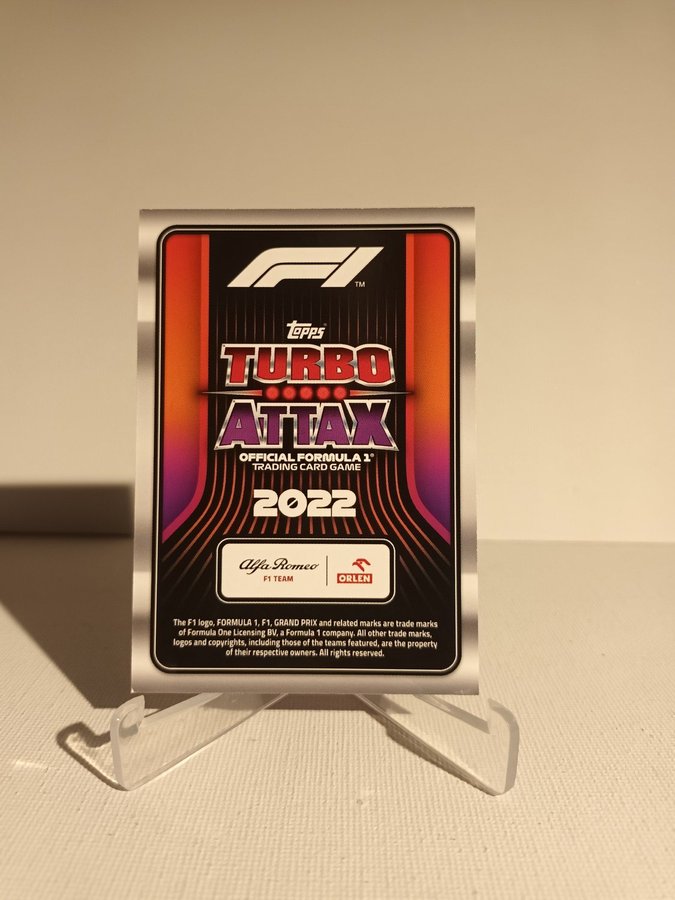 F1 ™
Topps
TURBO
ATTAX
OFFICIAL FORMULA 1®
TRADING CARD GAME
2022
Alfa Romeo
F1 TEAM
ORLEN
The F1 logo, FORMULA 1, F1, GRAND PRIX and related marks are trade marks
of Formula One Licensing BV, a Formula 1 company. All other trade marks,
logos and copyrights, including those of the teams featured, are the property
of their respective owners. All rights reserved.